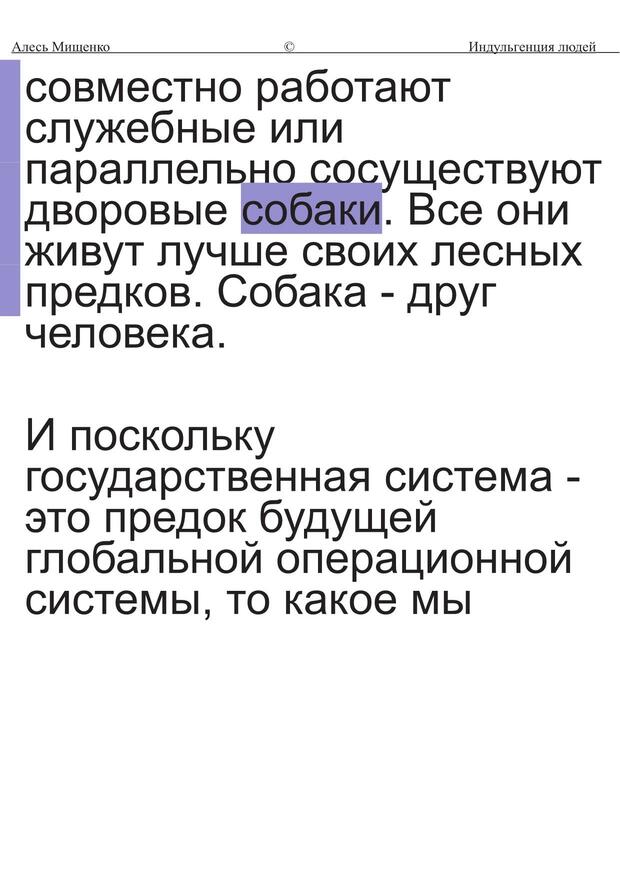 Алесь Мищенко © Индульгенция людей
совместно работают
служебные или
параллельно сосуществуют
дворовые собаки. Все они
живут лучше своих лесных
предков. Собака - друг
человека.
И поскольку
государственная система -
это предок будущей
глобальной операционной
системы, то какое мы